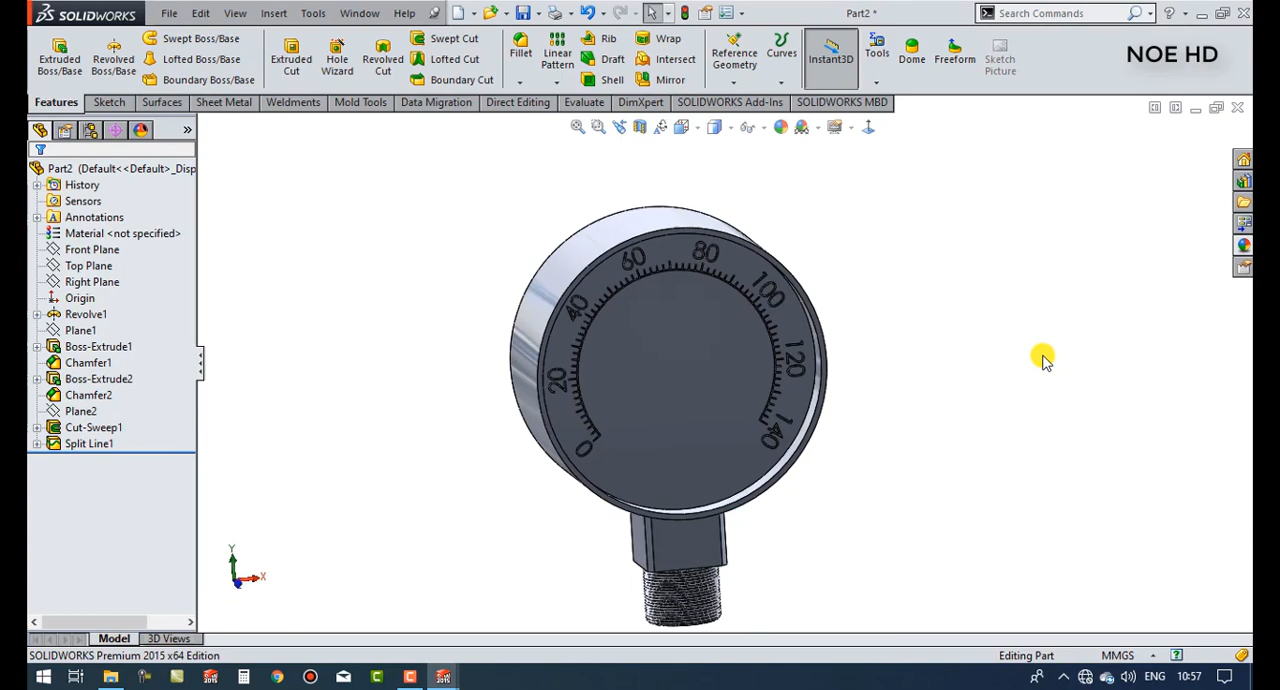 SOLIDWORKS
File Edit View Insert Tools Window Help
Part2 *
Search Commands
Extruded Boss/Base
Revolved Boss/Base
Swept Boss/Base
Lofted Boss/Base
Boundary Boss/Base
Extruded Cut
Hole Wizard
Revolved Cut
Swept Cut
Lofted Cut
Boundary Cut
Fillet
Linear Pattern
Rib
Draft
Shell
Wrap
Intersect
Mirror
Reference Geometry
Curves
Instant3D
Tools
Dome
Freeform
Sketch Picture
NOE HD
Features Sketch Surfaces Sheet Metal Weldments Mold Tools Data Migration Direct Editing Evaluate DimXpert SOLIDWORKS Add-Ins SOLIDWORKS MBD
Part2 (Default<<Default>_Disp
History
Sensors
Annotations
Material <not specified>
Front Plane
Top Plane
Right Plane
Origin
Revolve1
Plane1
Boss-Extrude1
Chamfer1
Boss-Extrude2
Chamfer2
Plane2
Cut-Sweep1
Split Line1
0 20 40 60 80 100 120 140
Y
X
Model 3D Views
SOLIDWORKS Premium 2015 x64 Edition
Editing Part
MMGS
ENG
10:57